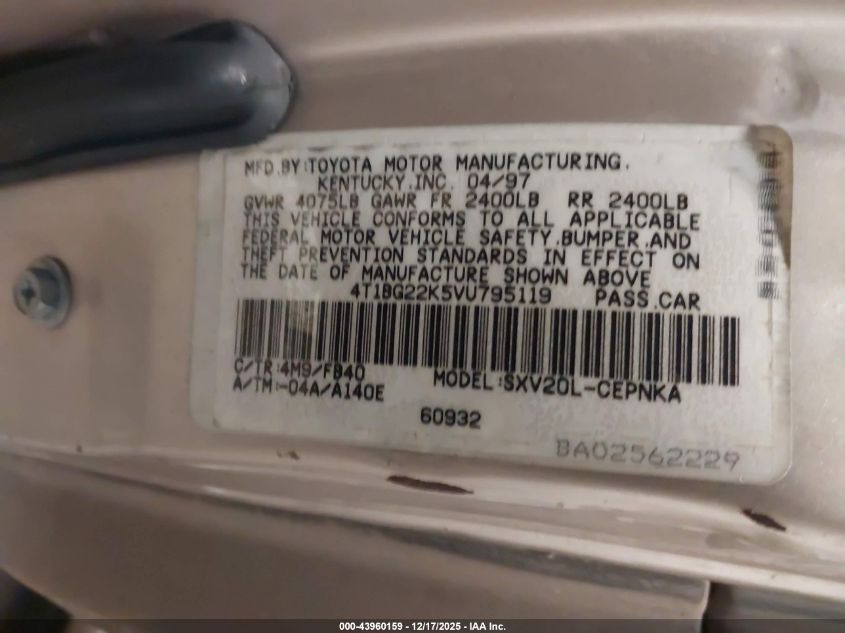 MFD.BY:TOYOTA MOTOR MANUFACTURING.
KENTUCKY.INC. 04/97
GVWR 4075LB GAWR FR 2400LB RR 2400LB
THIS VEHICLE CONFORMS TO ALL APPLICABLE
FEDERAL MOTOR VEHICLE SAFETY.BUMPER.AND
THEFT PREVENTION STANDARDS IN EFFECT ON
THE DATE OF MANUFACTURE SHOWN ABOVE
4T1BG22K5VU795119 PASS.CAR
C/TR:4M9/FB40
A/TM:-04A/A140E MODEL:SXV20L-CEPNKA
60932
BA02562229
000-43960159 | 12/17/2025 - IAA Inc.